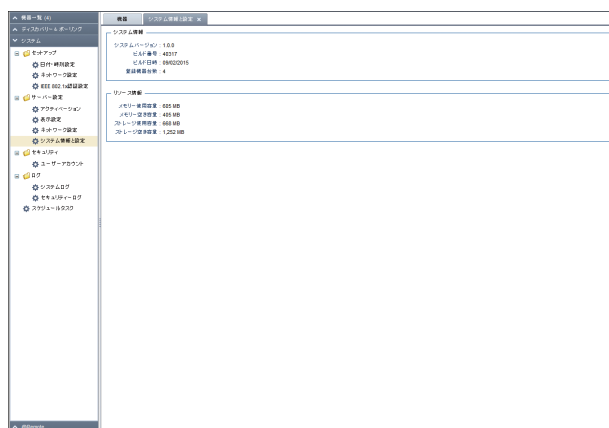 機器一覧 (4)
ディスカバリー & ポーリング
システム
セットアップ
日付・時刻設定
ネットワーク設定
IEEE 802.1x認証設定
サーバー設定
アクティベーション
表示設定
ネットワーク設定
システム情報と設定
セキュリティ
ユーザーアカウント
ログ
システムログ
セキュリティーログ
スケジュールタスク
@Remote
機器
システム情報と設定
システム情報
システムバージョン : 1.0.0
ビルド番号 : 40317
ビルド日時 : 09/02/2015
登録機器台数 : 4
リソース情報
メモリー使用容量 : 605 MB
メモリー空き容量 : 405 MB
ストレージ使用容量 : 660 MB
ストレージ空き容量 : 1,252 MB